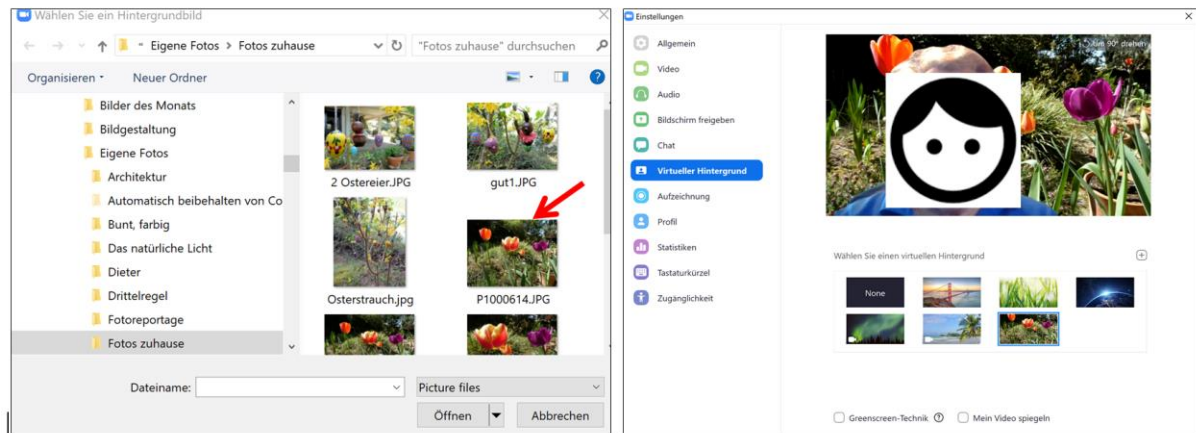 Wählen Sie ein Hintergrundbild
Eigene Fotos > Fotos zuhause
"Fotos zuhause" durchsuchen
Organisieren
Neuer Ordner
Bilder des Monats
Bildgestaltung
Eigene Fotos
Architektur
Automatisch beibehalten von Co
Bunt, farbig
Das natürliche Licht
Dieter
Drittelregel
Fotoreportage
Fotos zuhause
2 Ostereier.JPG
gut1.JPG
Osterstrauch.jpg
P1000614.JPG
Dateiname:
Picture files
Öffnen
Abbrechen
Einstellungen
Allgemein
Video
Audio
Bildschirm freigeben
Chat
Virtueller Hintergrund
Aufzeichnung
Profil
Statistiken
Tastaturkürzel
Zugänglichkeit
Um 90° drehen
Wählen Sie einen virtuellen Hintergrund
None
Greenscreen-Technik
Mein Video spiegeln